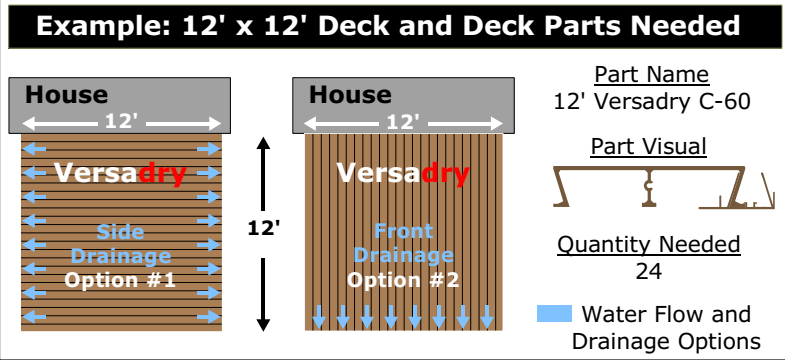 Example: 12' x 12' Deck and Deck Parts Needed
House
12'
Versadry
Side
Drainage
Option #1
12'
House
12'
Versadry
Front
Drainage
Option #2
Part Name
12' Versadry C-60
Part Visual
Quantity Needed
24
Water Flow and
Drainage Options